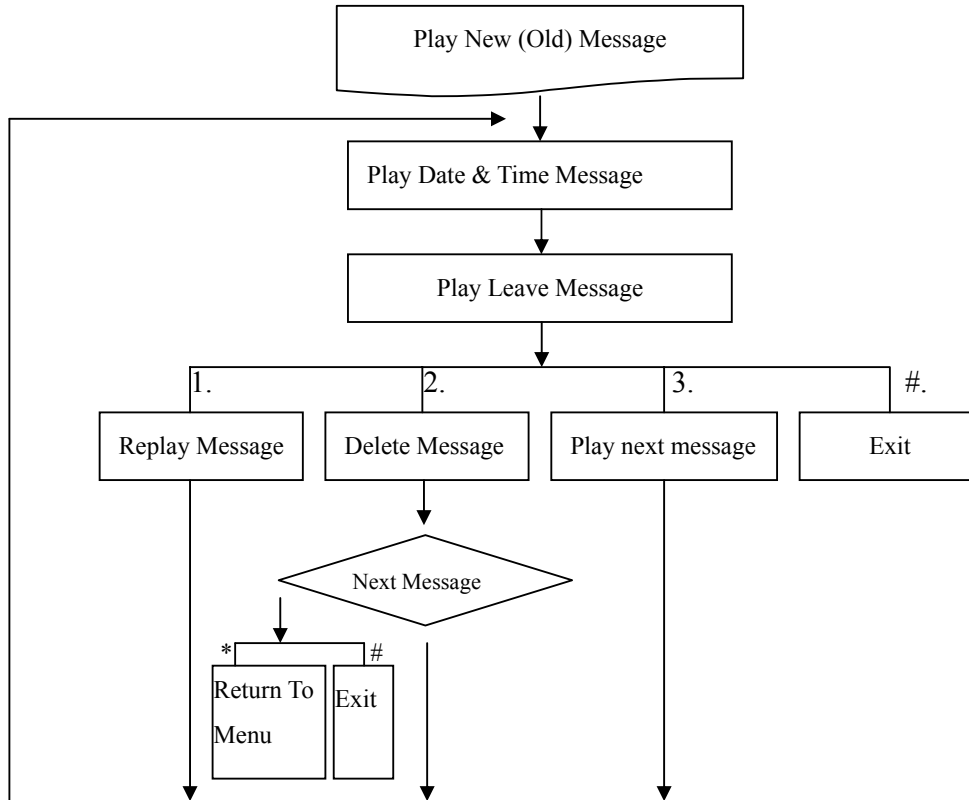 Play New (Old) Message
Play Date & Time Message
Play Leave Message
1.
2.
3.
#.
Replay Message
Delete Message
Play next message
Exit
Next Message
*
#
Return To
Menu
Exit